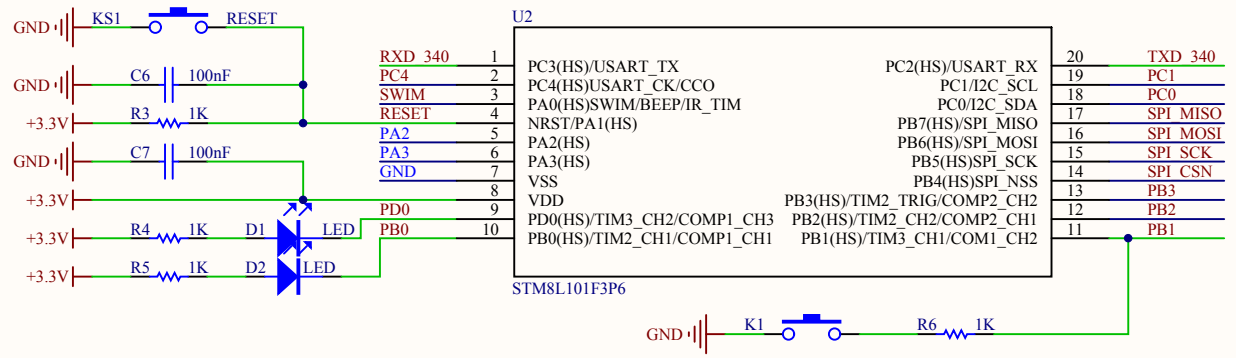 GND KS1 RESET
GND C6 100nF
+3.3V R3 1K
GND C7 100nF
+3.3V
+3.3V R4 1K D1 LED
+3.3V R5 1K D2 LED
U2
RXD_340 1 PC3(HS)/USART_TX
PC4 2 PC4(HS)USART_CK/CCO
SWIM 3 PA0(HS)SWIM/BEEP/IR_TIM
RESET 4 NRST/PA1(HS)
PA2 5 PA2(HS)
PA3 6 PA3(HS)
GND 7 VSS
8 VDD
PD0 9 PD0(HS)/TIM3_CH2/COMP1_CH3
PB0 10 PB0(HS)/TIM2_CH1/COMP1_CH1
PC2(HS)/USART_RX 20 TXD_340
PC1/I2C_SCL 19 PC1
PC0/I2C_SDA 18 PC0
PB7(HS)/SPI_MISO 17 SPI_MISO
PB6(HS)/SPI_MOSI 16 SPI_MOSI
PB5(HS)SPI_SCK 15 SPI_SCK
PB4(HS)SPI_NSS 14 SPI_CSN
PB3(HS)/TIM2_TRIG/COMP2_CH2 13 PB3
PB2(HS)/TIM2_CH2/COMP2_CH1 12 PB2
PB1(HS)/TIM3_CH1/COM1_CH2 11 PB1
STM8L101F3P6
GND K1 R6 1K